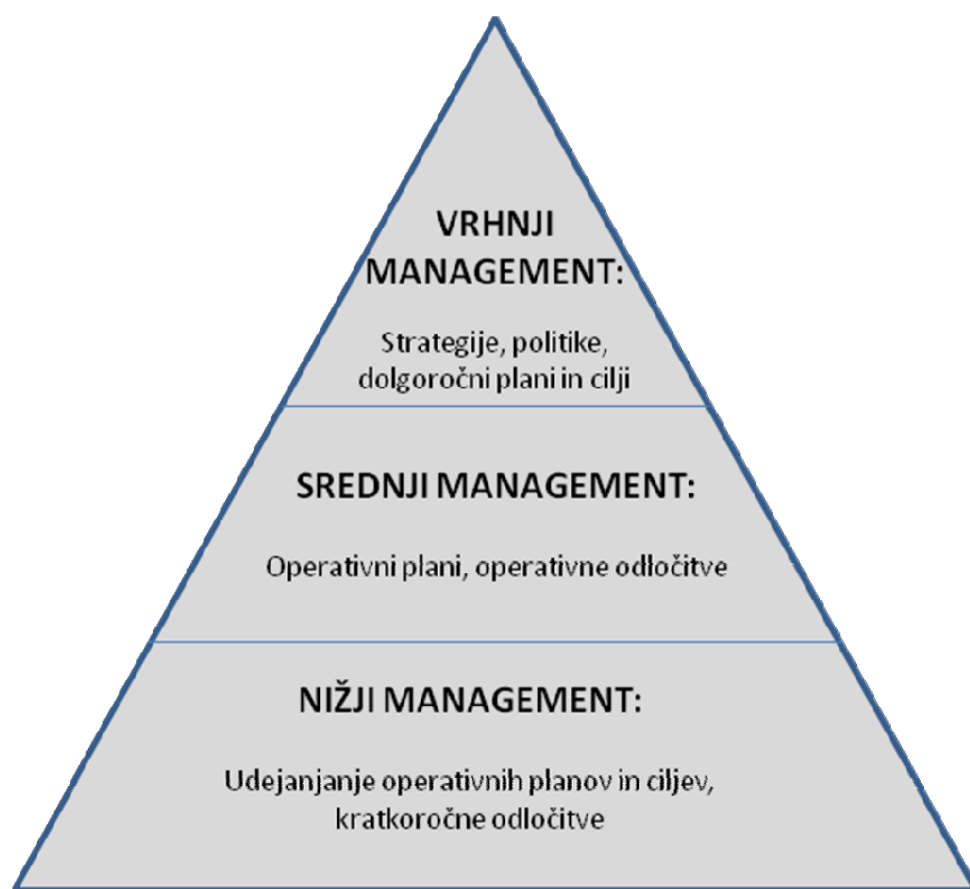 VRHNJI
MANAGEMENT:
Strategije, politike,
dolgoročni plani in cilji
SREDNJI MANAGEMENT:
Operativni plani, operativne odločitve
NIŽJI MANAGEMENT:
Udejanjanje operativnih planov in ciljev,
kratkoročne odločitve